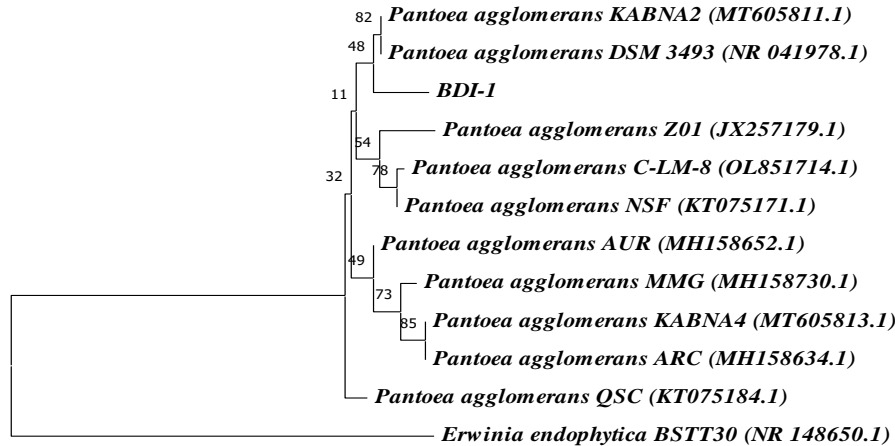 82
Pantoea agglomerans KABNA2 (MT605811.1)
48
Pantoea agglomerans DSM 3493 (NR 041978.1)
11
BDI-1
Pantoea agglomerans Z01 (JX257179.1)
54
78
Pantoea agglomerans C-LM-8 (OL851714.1)
32
Pantoea agglomerans NSF (KT075171.1)
Pantoea agglomerans AUR (MH158652.1)
49
Pantoea agglomerans MMG (MH158730.1)
73
Pantoea agglomerans KABNA4 (MT605813.1)
85
Pantoea agglomerans ARC (MH158634.1)
Pantoea agglomerans QSC (KT075184.1)
Erwinia endophytica BSTT30 (NR 148650.1)